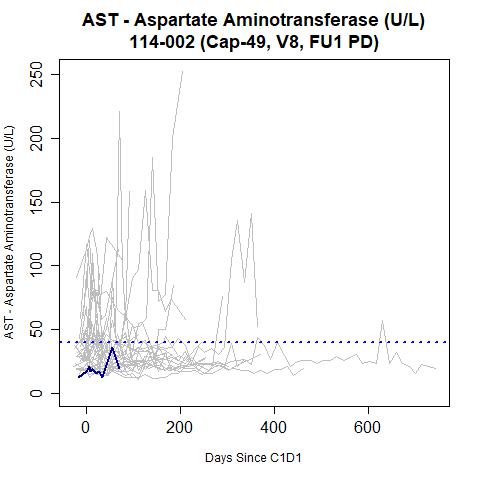 AST - Aspartate Aminotransferase (U/L)
114-002 (Cap-49, V8, FU1 PD)
AST - Aspartate Aminotransferase (U/L)
250
200
150
100
50
0
0 200 400 600
Days Since C1D1